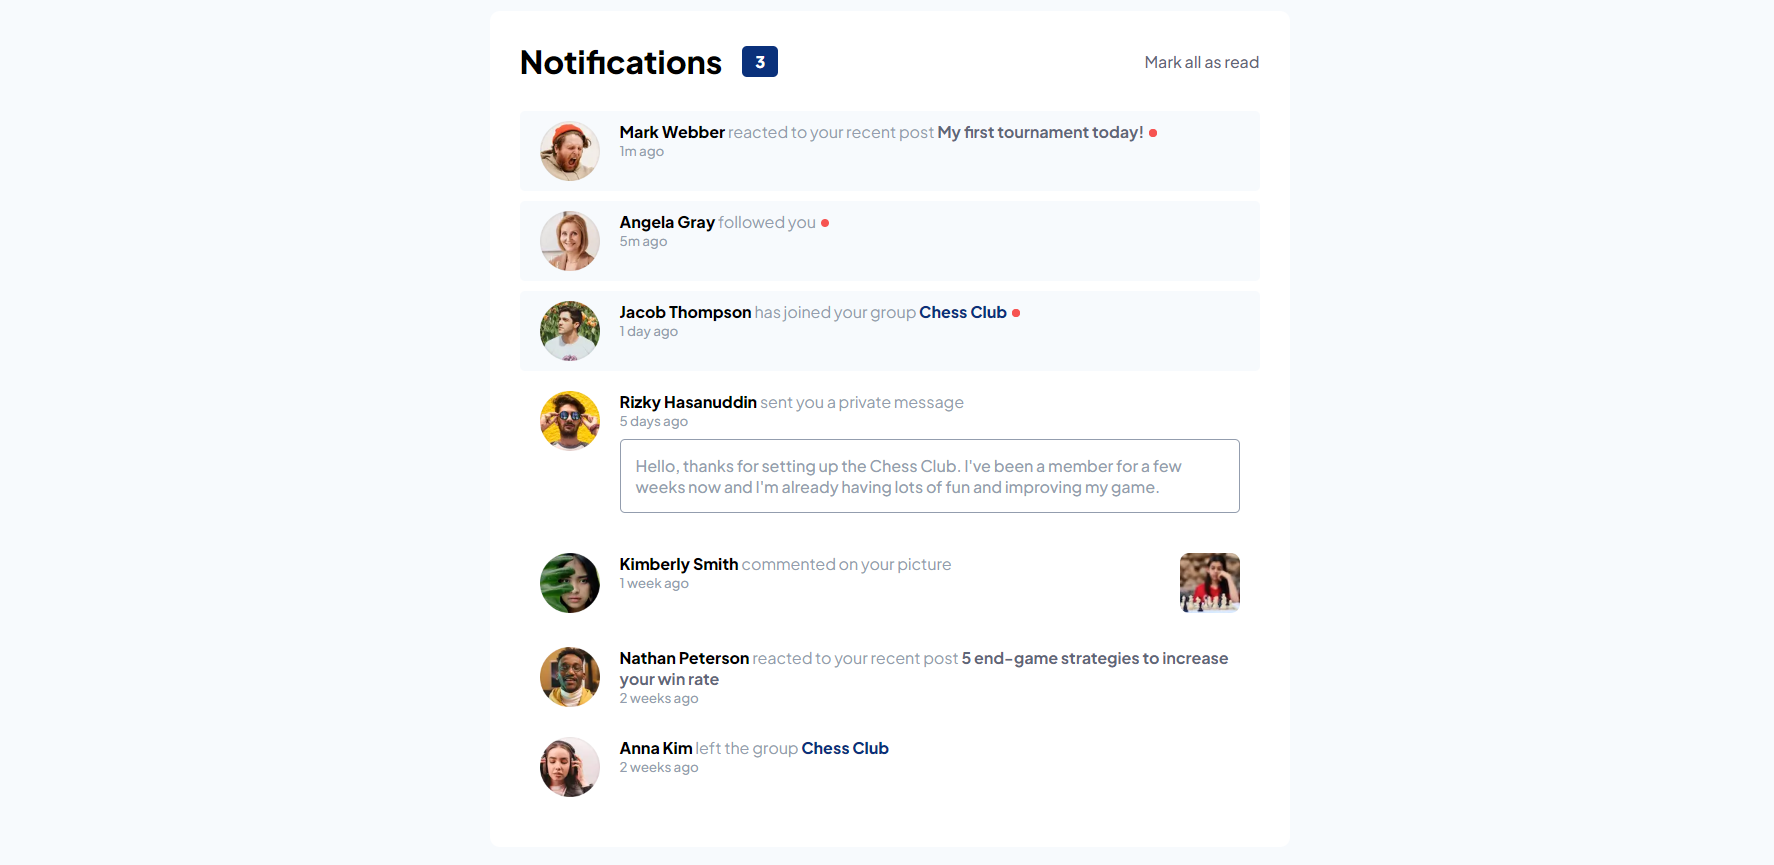 Notifications 3 Mark all as read
Mark Webber reacted to your recent post My first tournament today!
1m ago
Angela Gray followed you
5m ago
Jacob Thompson has joined your group Chess Club
1 day ago
Rizky Hasanuddin sent you a private message
5 days ago
Hello, thanks for setting up the Chess Club. I've been a member for a few
weeks now and I'm already having lots of fun and improving my game.
Kimberly Smith commented on your picture
1 week ago
Nathan Peterson reacted to your recent post 5 end-game strategies to increase
your win rate
2 weeks ago
Anna Kim left the group Chess Club
2 weeks ago